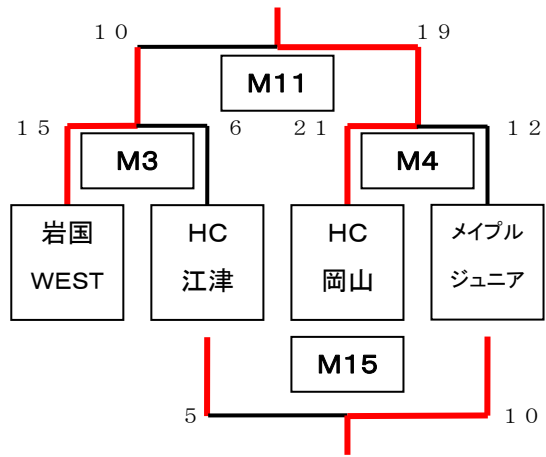 １０ １９
Ｍ１１
１５ ６ ２１ １２
Ｍ３ Ｍ４
岩国 ＨＣ ＨＣ メイプル
WEST 江津 岡山 ジュニア
Ｍ１５
５ １０